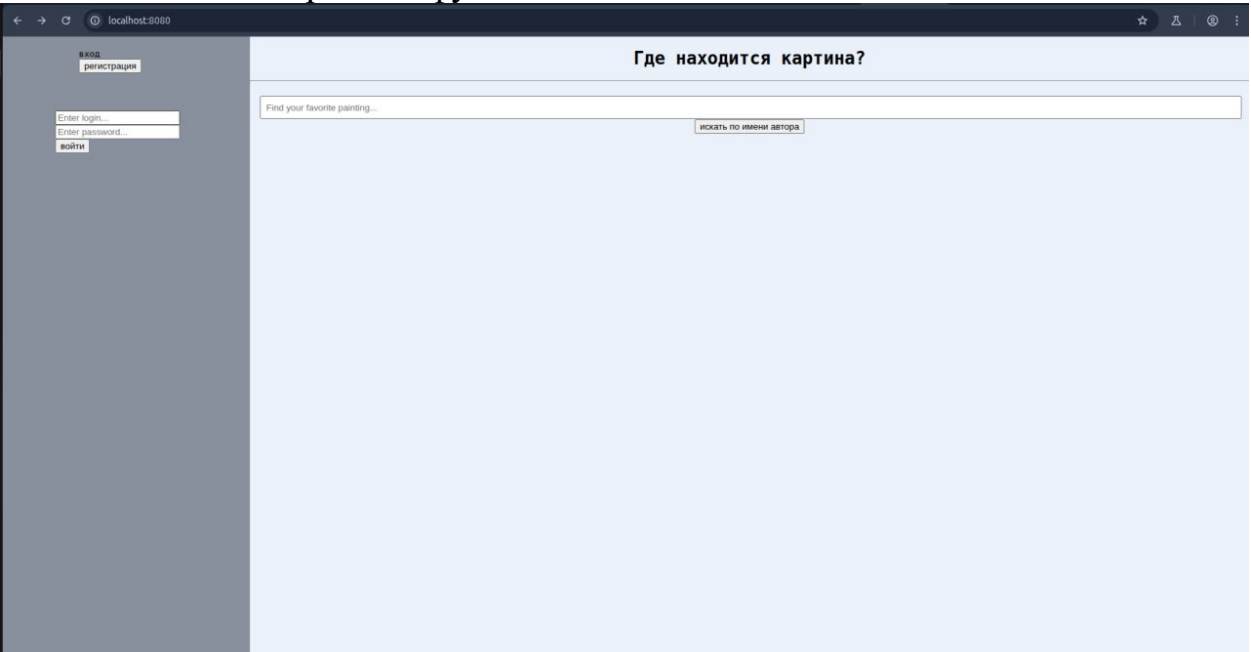 localhost:8080
вход
регистрация
Enter login...
Enter password...
войти
Где находится картина?
Find your favorite painting...
искать по имени автора